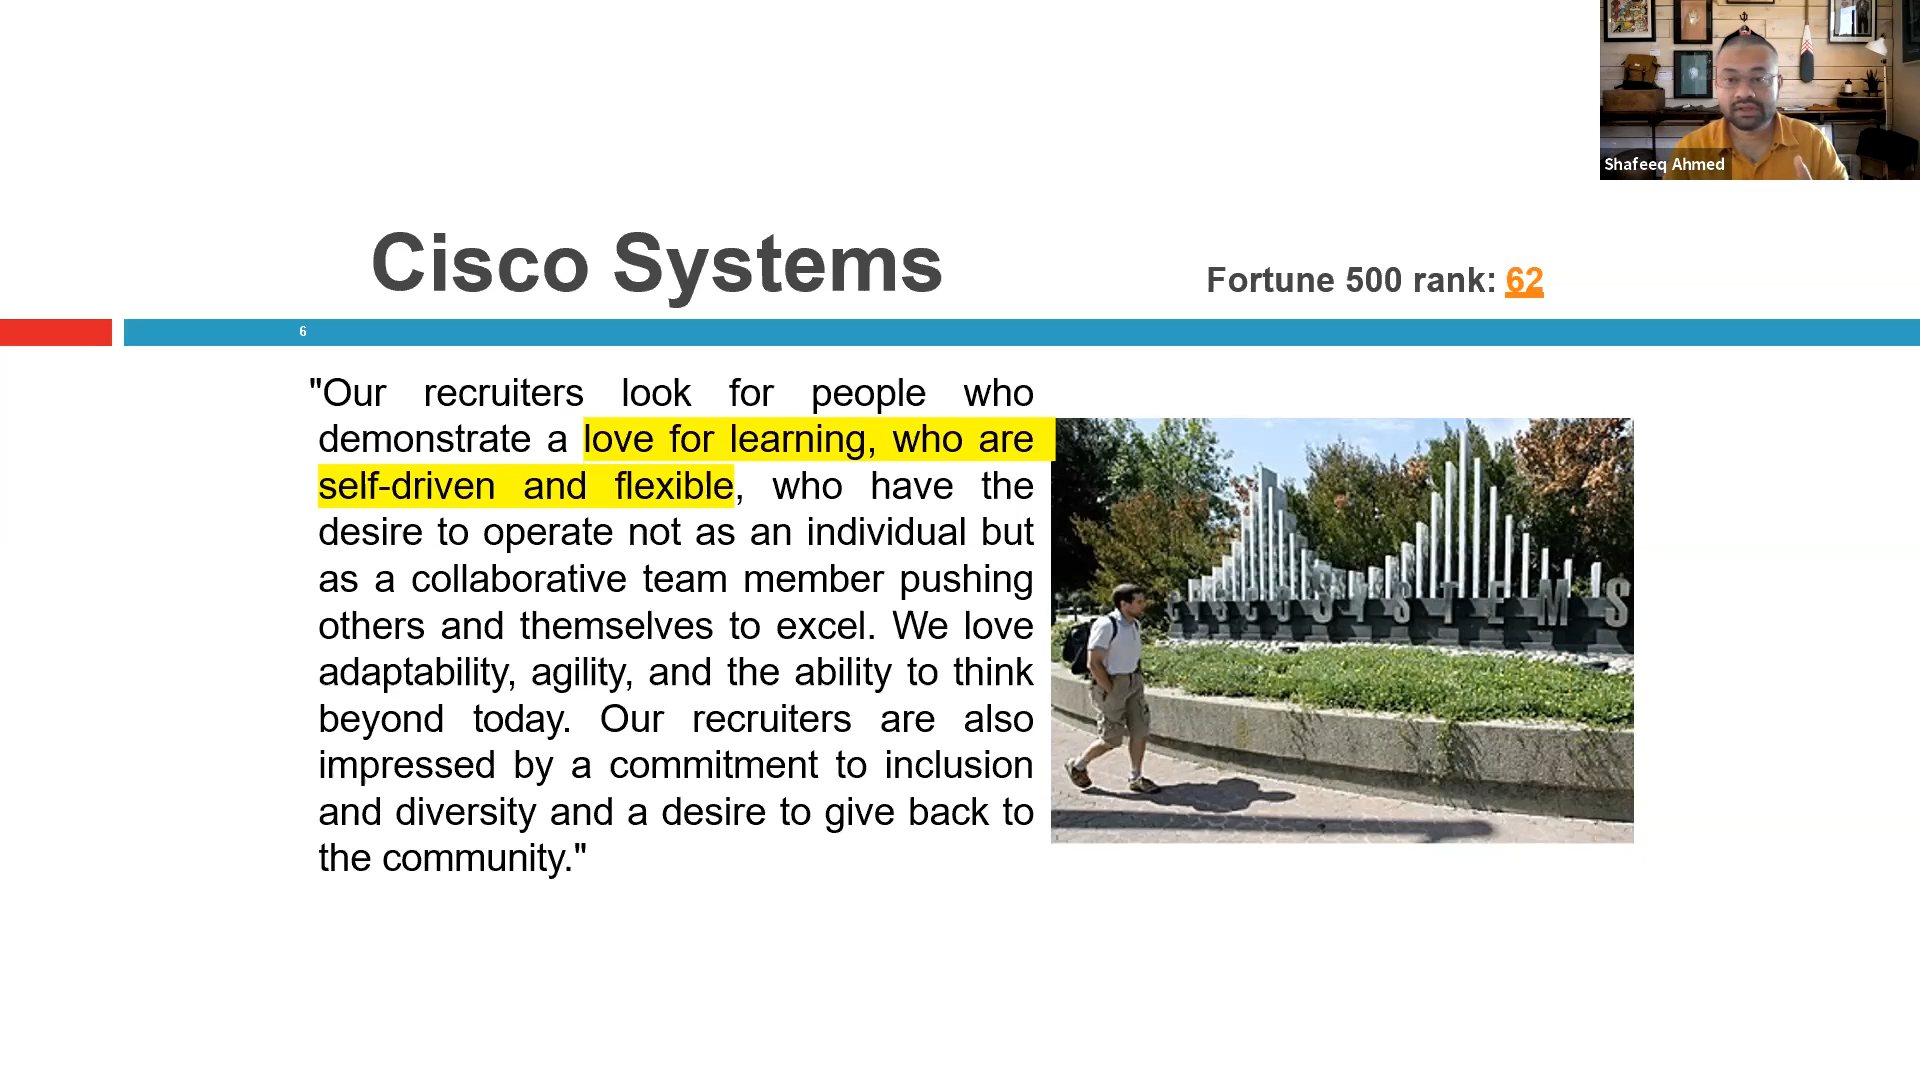 Shafeeq Ahmed
Cisco Systems
Fortune 500 rank: 62
6
"Our recruiters look for people who
demonstrate a love for learning, who are
self-driven and flexible, who have the
desire to operate not as an individual but
as a collaborative team member pushing
others and themselves to excel. We love
adaptability, agility, and the ability to think
beyond today. Our recruiters are also
impressed by a commitment to inclusion
and diversity and a desire to give back to
the community."
CISCO SYSTEMS